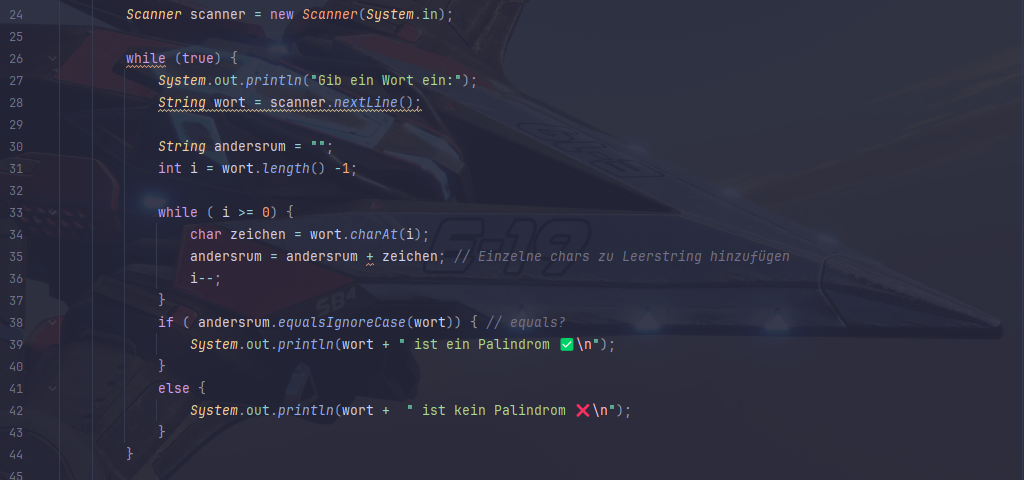 24 Scanner scanner = new Scanner(System.in);
25
26 while (true) {
27 System.out.println("Gib ein Wort ein:");
28 String wort = scanner.nextLine();
29
30 String andersrum = "";
31 int i = wort.length() -1;
32
33 while ( i >= 0) {
34 char zeichen = wort.charAt(i);
35 andersrum = andersrum + zeichen; // Einzelne chars zu Leerstring hinzufügen
36 i--;
37 }
38 if ( andersrum.equalsIgnoreCase(wort)) { // equals?
39 System.out.println(wort + " ist ein Palindrom ✅\n");
40 }
41 else {
42 System.out.println(wort +  " ist kein Palindrom ❌\n");
43 }
44 }
45
6-19
SB4